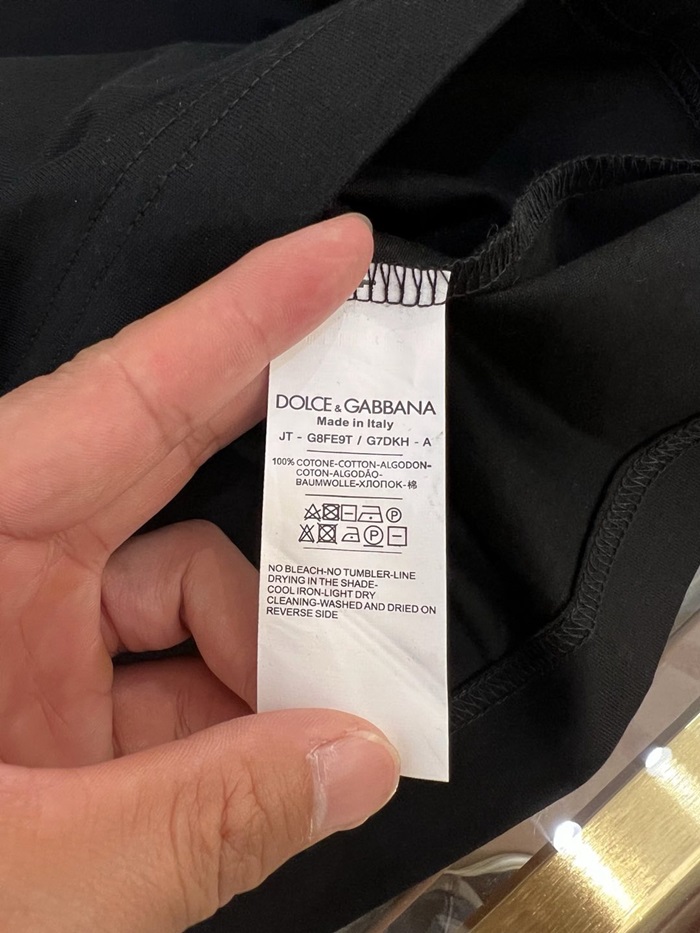 DOLCE & GABBANA
Made in Italy
JT - G8FE9T / G7DKH - A
100% COTONE-COTTON-ALGODON-
COTON-ALGODÃO-
BAUMWOLLE-ХЛОПОК-棉
NO BLEACH-NO TUMBLER-LINE
DRYING IN THE SHADE-
COOL IRON-LIGHT DRY
CLEANING-WASHED AND DRIED ON
REVERSE SIDE